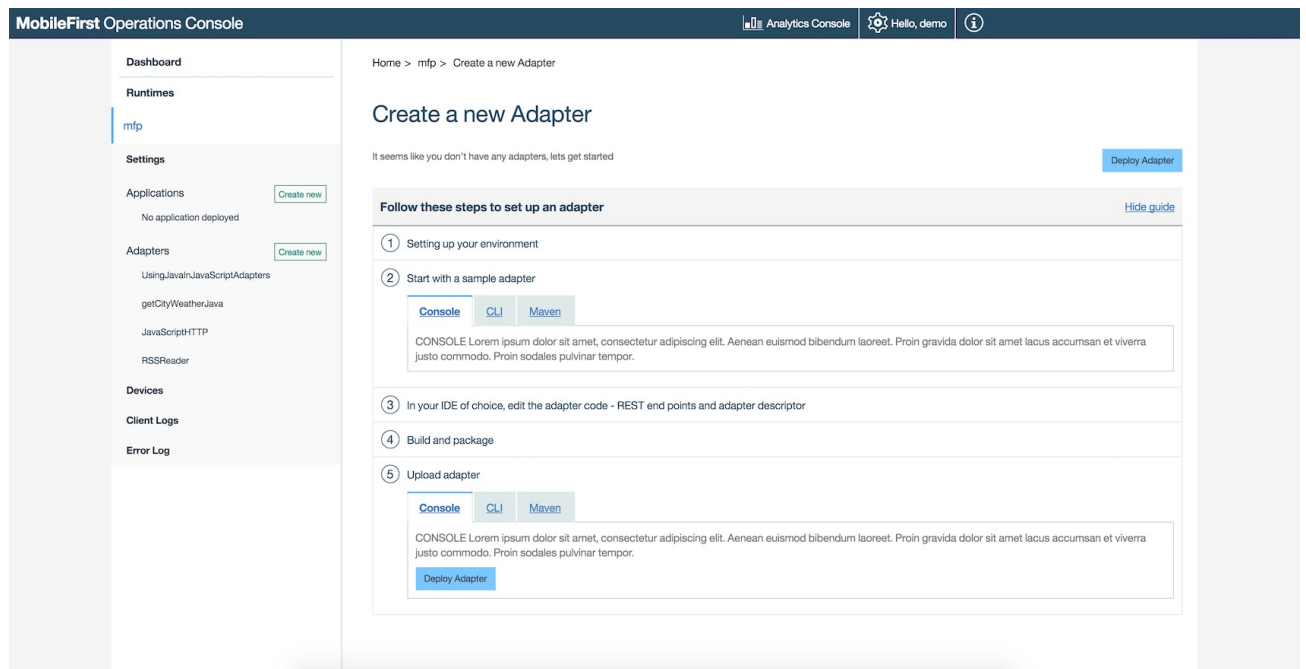 MobileFirst Operations Console
Analytics Console
Hello, demo
Dashboard
Runtimes
mfp
Settings
Applications
Create new
No application deployed
Adapters
Create new
UsingJavaInJavaScriptAdapters
getCityWeatherJava
JavaScriptHTTP
RSSReader
Devices
Client Logs
Error Log
Home > mfp > Create a new Adapter
Create a new Adapter
It seems like you don't have any adapters, lets get started
Deploy Adapter
Follow these steps to set up an adapter
Hide guide
1 Setting up your environment
2 Start with a sample adapter
Console CLI Maven
CONSOLE Lorem ipsum dolor sit amet, consectetur adipiscing elit. Aenean euismod bibendum laoreet. Proin gravida dolor sit amet lacus accumsan et viverra
justo commodo. Proin sodales pulvinar tempor.
3 In your IDE of choice, edit the adapter code - REST end points and adapter descriptor
4 Build and package
5 Upload adapter
Console CLI Maven
CONSOLE Lorem ipsum dolor sit amet, consectetur adipiscing elit. Aenean euismod bibendum laoreet. Proin gravida dolor sit amet lacus accumsan et viverra
justo commodo. Proin sodales pulvinar tempor.
Deploy Adapter